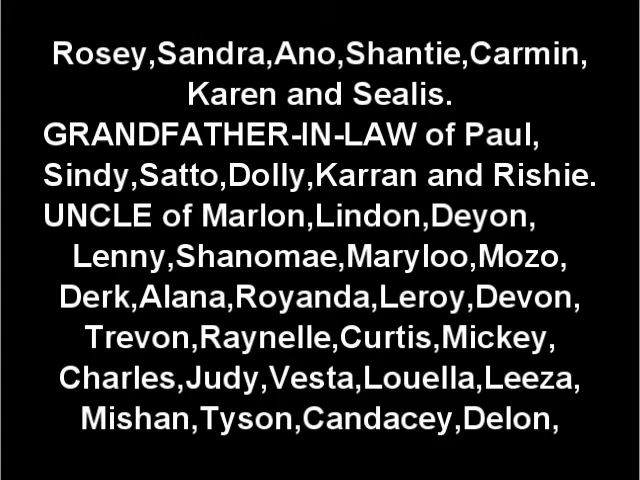 Rosey,Sandra,Ano,Shantie,Carmin,
Karen and Sealis.
GRANDFATHER-IN-LAW of Paul,
Sindy,Satto,Dolly,Karran and Rishie.
UNCLE of Marlon,Lindon,Deyon,
Lenny,Shanomae,Maryloo,Mozo,
Derk,Alana,Royanda,Leroy,Devon,
Trevon,Raynelle,Curtis,Mickey,
Charles,Judy,Vesta,Louella,Leeza,
Mishan,Tyson,Candacey,Delon,